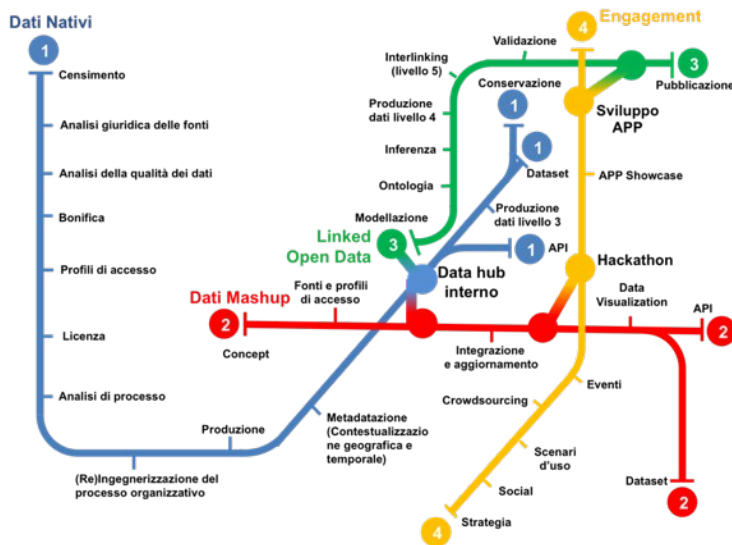 Dati Nativi
1
Censimento
Analisi giuridica delle fonti
Analisi della qualità dei dati
Bonifica
Profili di accesso
Licenza
Analisi di processo
(Re)Ingegnerizzazione del
processo organizzativo
Produzione
Metadatazione
(Contestualizzazio
ne geografica e
temporale)
Data hub
interno
API
1
Produzione
dati livello 3
Dataset
1
Conservazione
1
Linked
Open Data
3
Modellazione
Ontologia
Inferenza
Produzione
dati livello 4
Interlinking
(livello 5)
Validazione
3
Pubblicazione
Dati Mashup
2
Concept
Fonti e profili
di accesso
Integrazione
e aggiornamento
Data
Visualization
API
2
Dataset
2
Engagement
4
Sviluppo
APP
APP Showcase
Hackathon
Eventi
Crowdsourcing
Scenari
d'uso
Social
Strategia
4